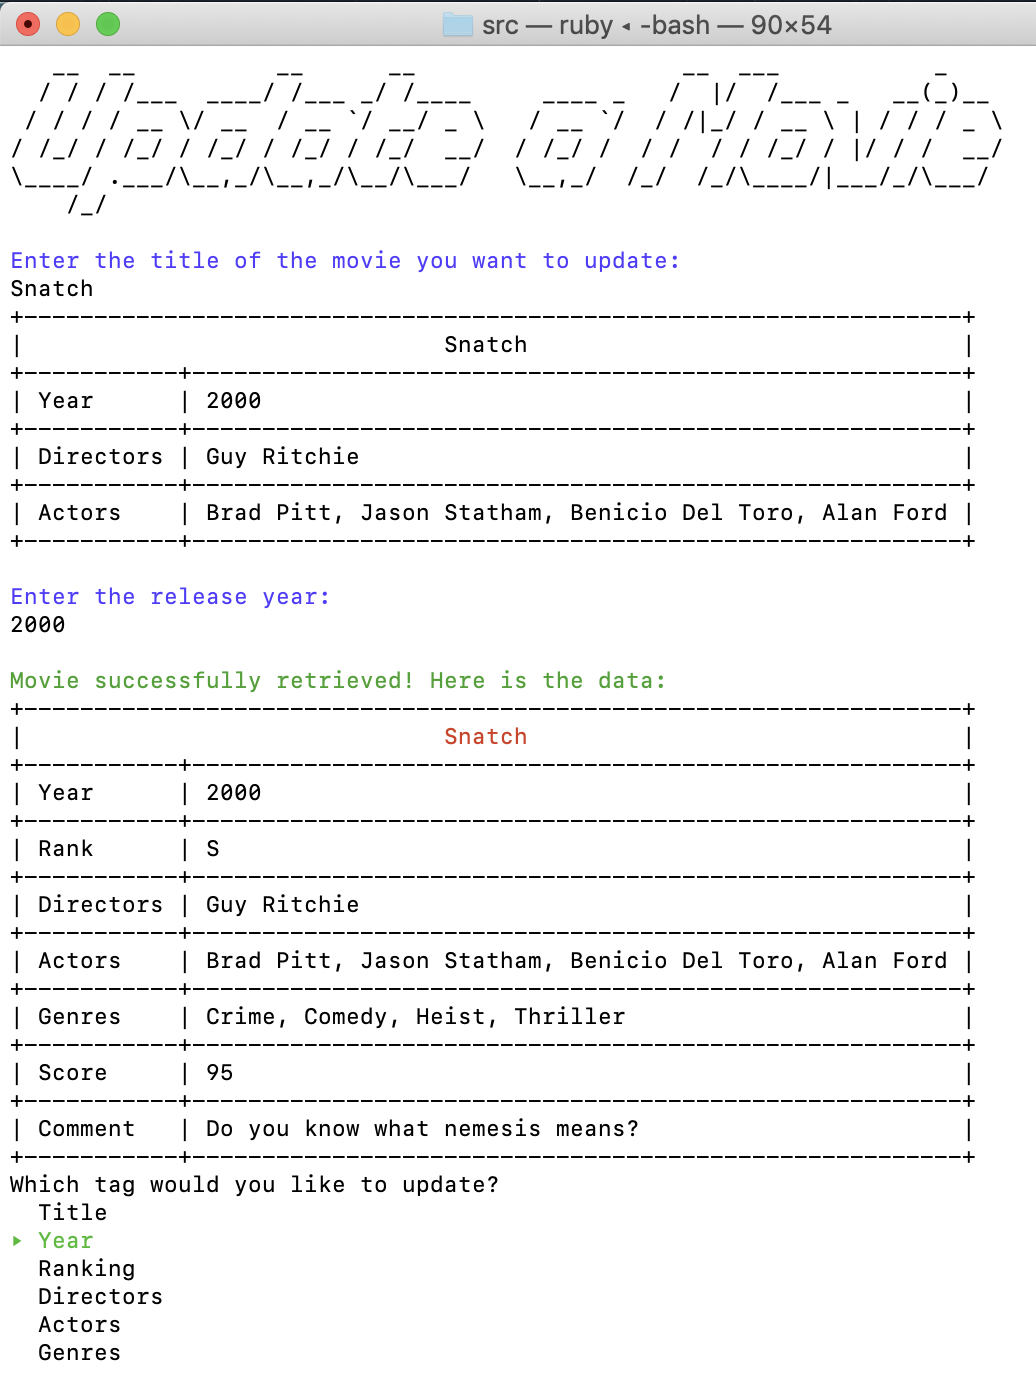 src — ruby ◂ -bash — 90×54
Update a Movie
Enter the title of the movie you want to update:
Snatch
Snatch
Year 2000
Directors Guy Ritchie
Actors Brad Pitt, Jason Statham, Benicio Del Toro, Alan Ford
Enter the release year:
2000
Movie successfully retrieved! Here is the data:
Snatch
Year 2000
Rank S
Directors Guy Ritchie
Actors Brad Pitt, Jason Statham, Benicio Del Toro, Alan Ford
Genres Crime, Comedy, Heist, Thriller
Score 95
Comment Do you know what nemesis means?
Which tag would you like to update?
Title
‣ Year
Ranking
Directors
Actors
Genres